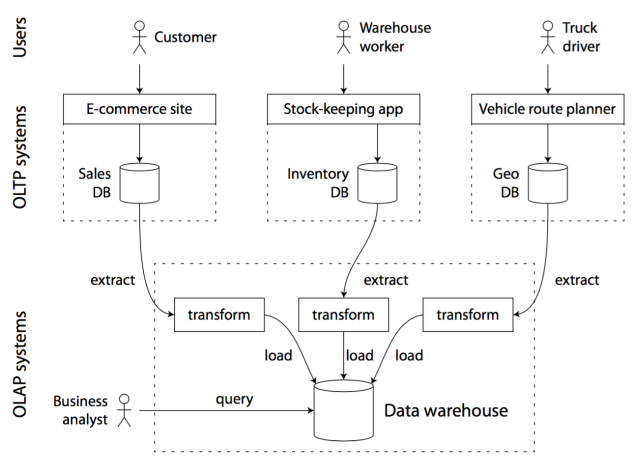 Users
Customer
Warehouse
worker
Truck
driver
OLTP systems
E-commerce site
Stock-keeping app
Vehicle route planner
Sales
DB
Inventory
DB
Geo
DB
extract
extract
extract
OLAP systems
transform
transform
transform
load
load
load
Business
analyst
query
Data warehouse